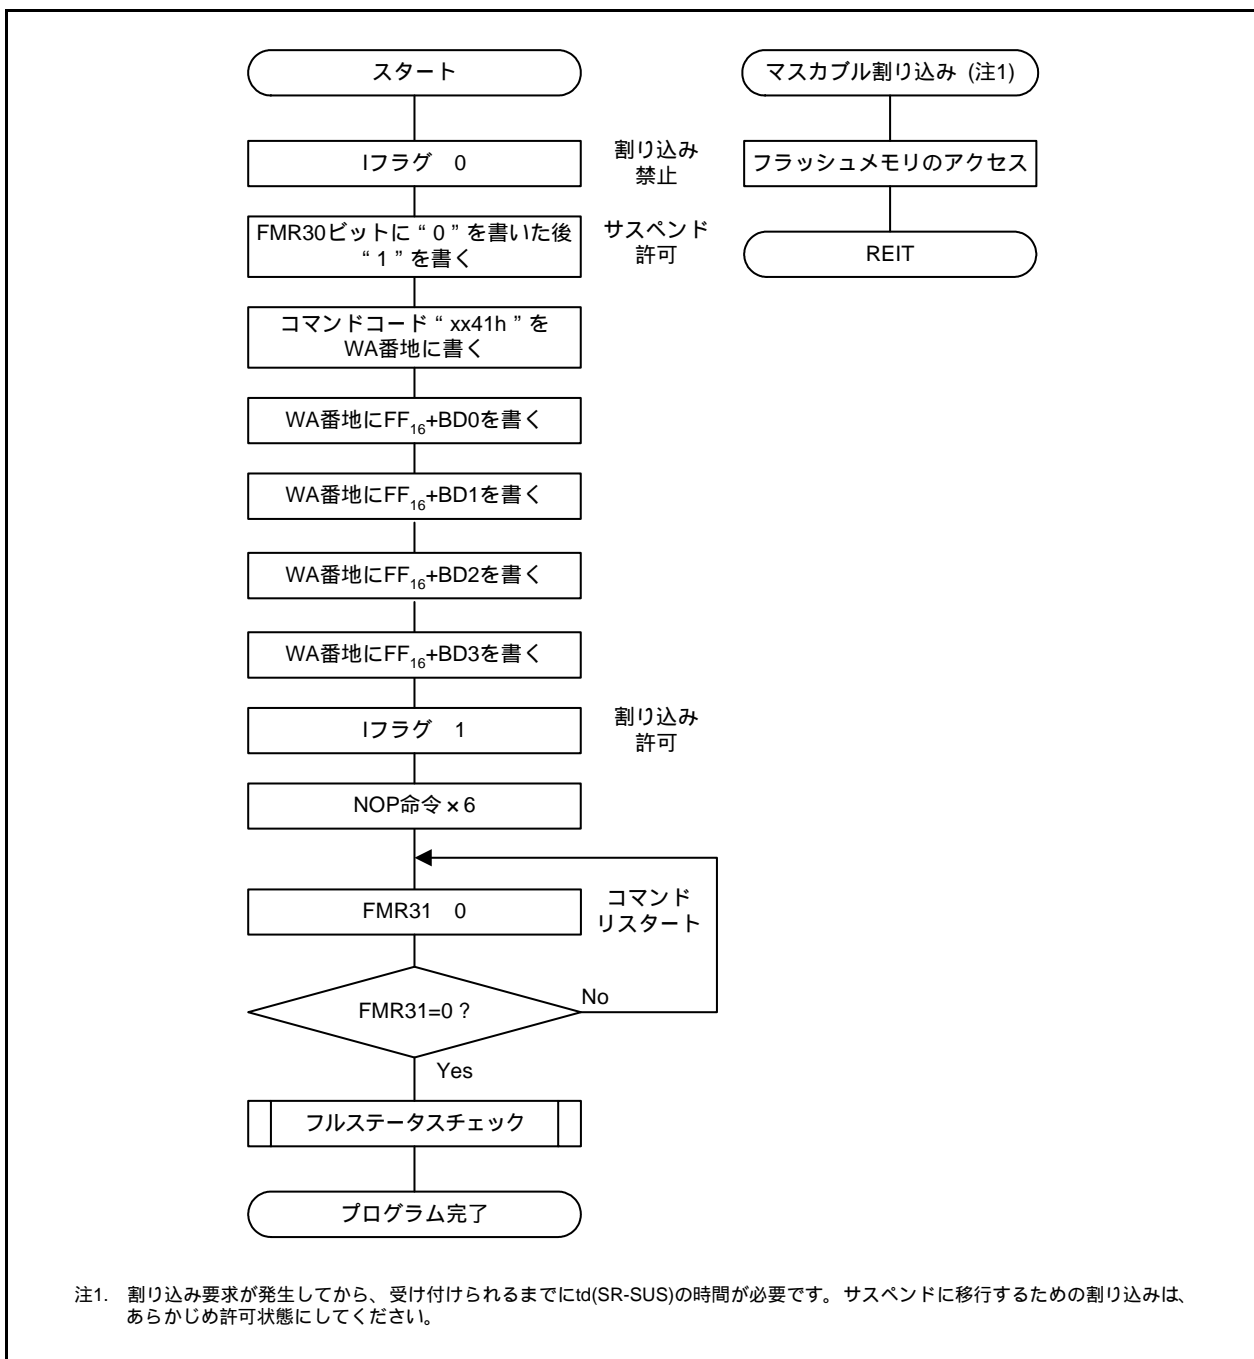 スタート
Iフラグ 0
割り込み
禁止
FMR30ビットに“0”を書いた後
“1”を書く
サスペンド
許可
コマンドコード“xx41h”を
WA番地に書く
WA番地にFF16+BD0を書く
WA番地にFF16+BD1を書く
WA番地にFF16+BD2を書く
WA番地にFF16+BD3を書く
Iフラグ 1
割り込み
許可
NOP命令×6
FMR31 0
コマンド
リスタート
FMR31=0 ?
No
Yes
フルステータスチェック
プログラム完了
マスカブル割り込み (注1)
フラッシュメモリのアクセス
REIT
注1. 割り込み要求が発生してから、受け付けられるまでにtd(SR-SUS)の時間が必要です。サスペンドに移行するための割り込みは、
あらかじめ許可状態にしてください。